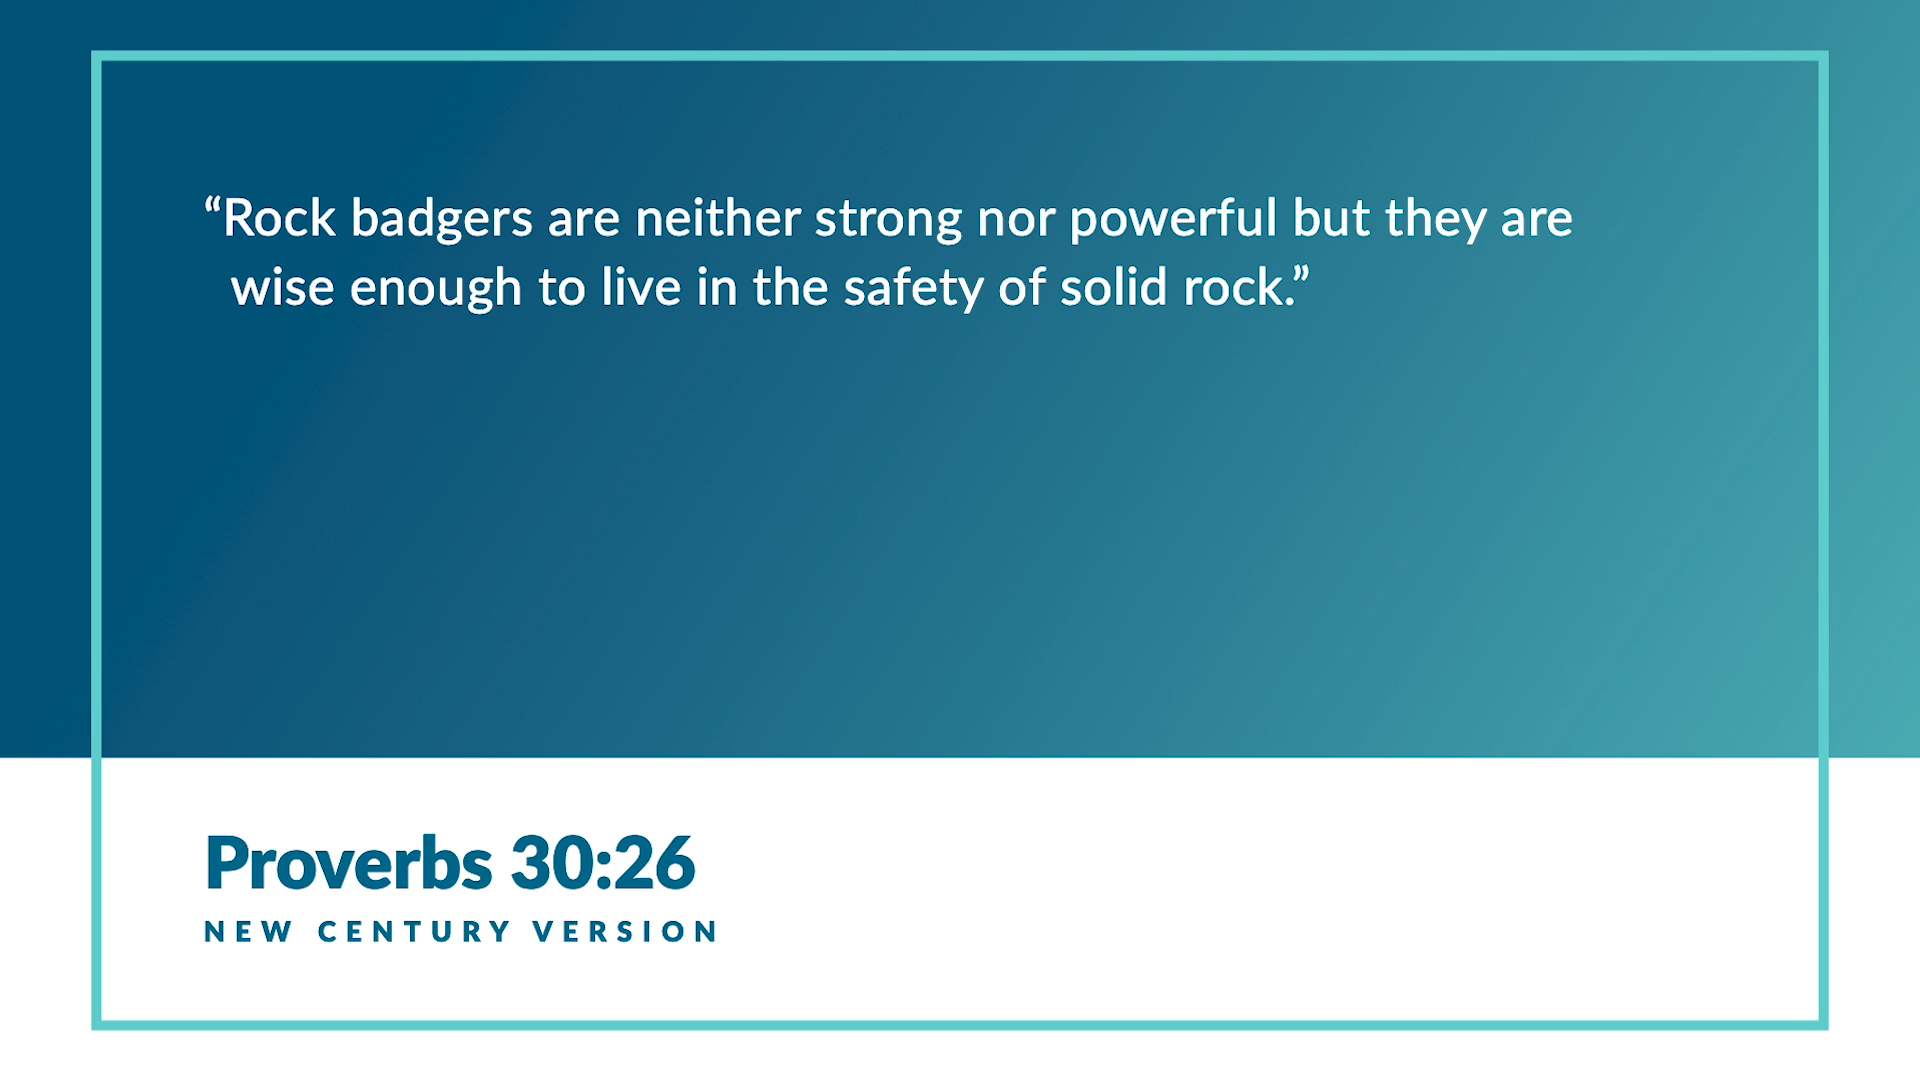 “Rock badgers are neither strong nor powerful but they are
wise enough to live in the safety of solid rock.”
Proverbs 30:26
NEW CENTURY VERSION